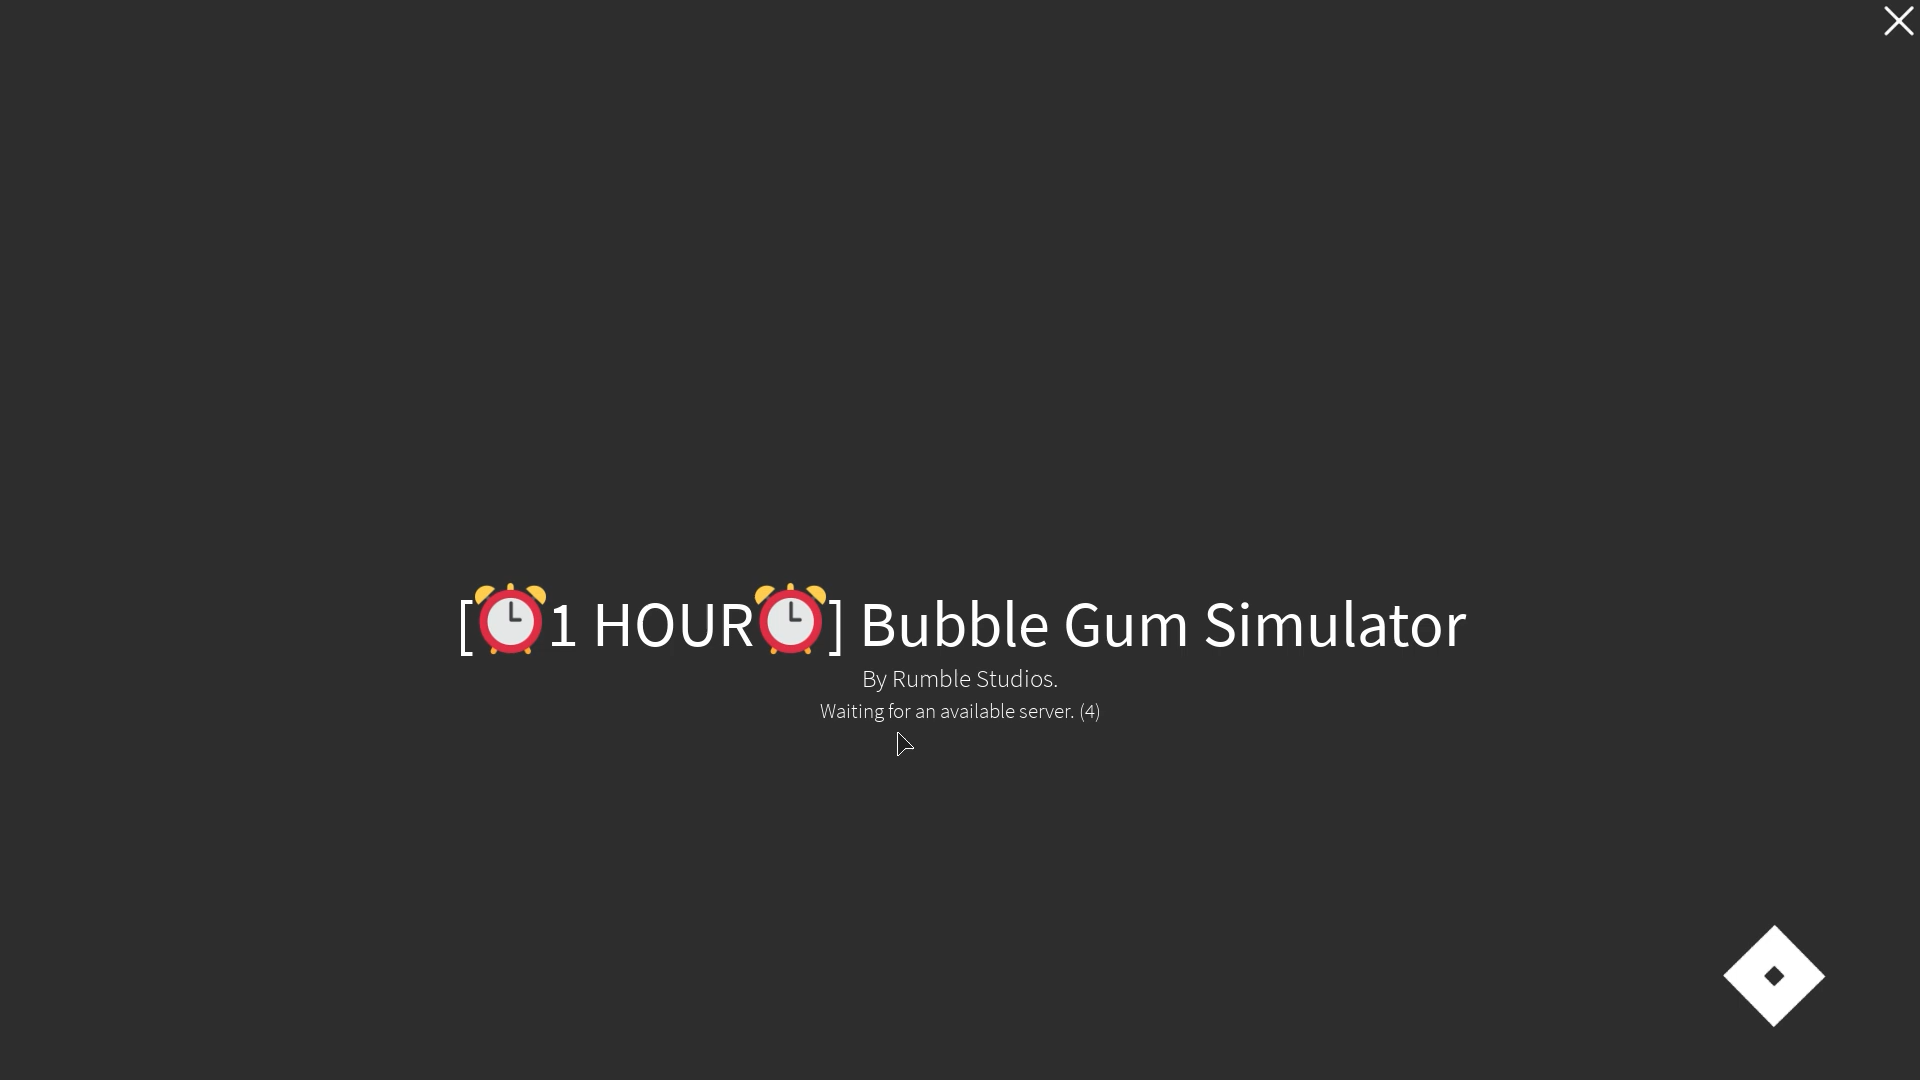 [⏰1 HOUR⏰] Bubble Gum Simulator
By Rumble Studios.
Waiting for an available server. (4)